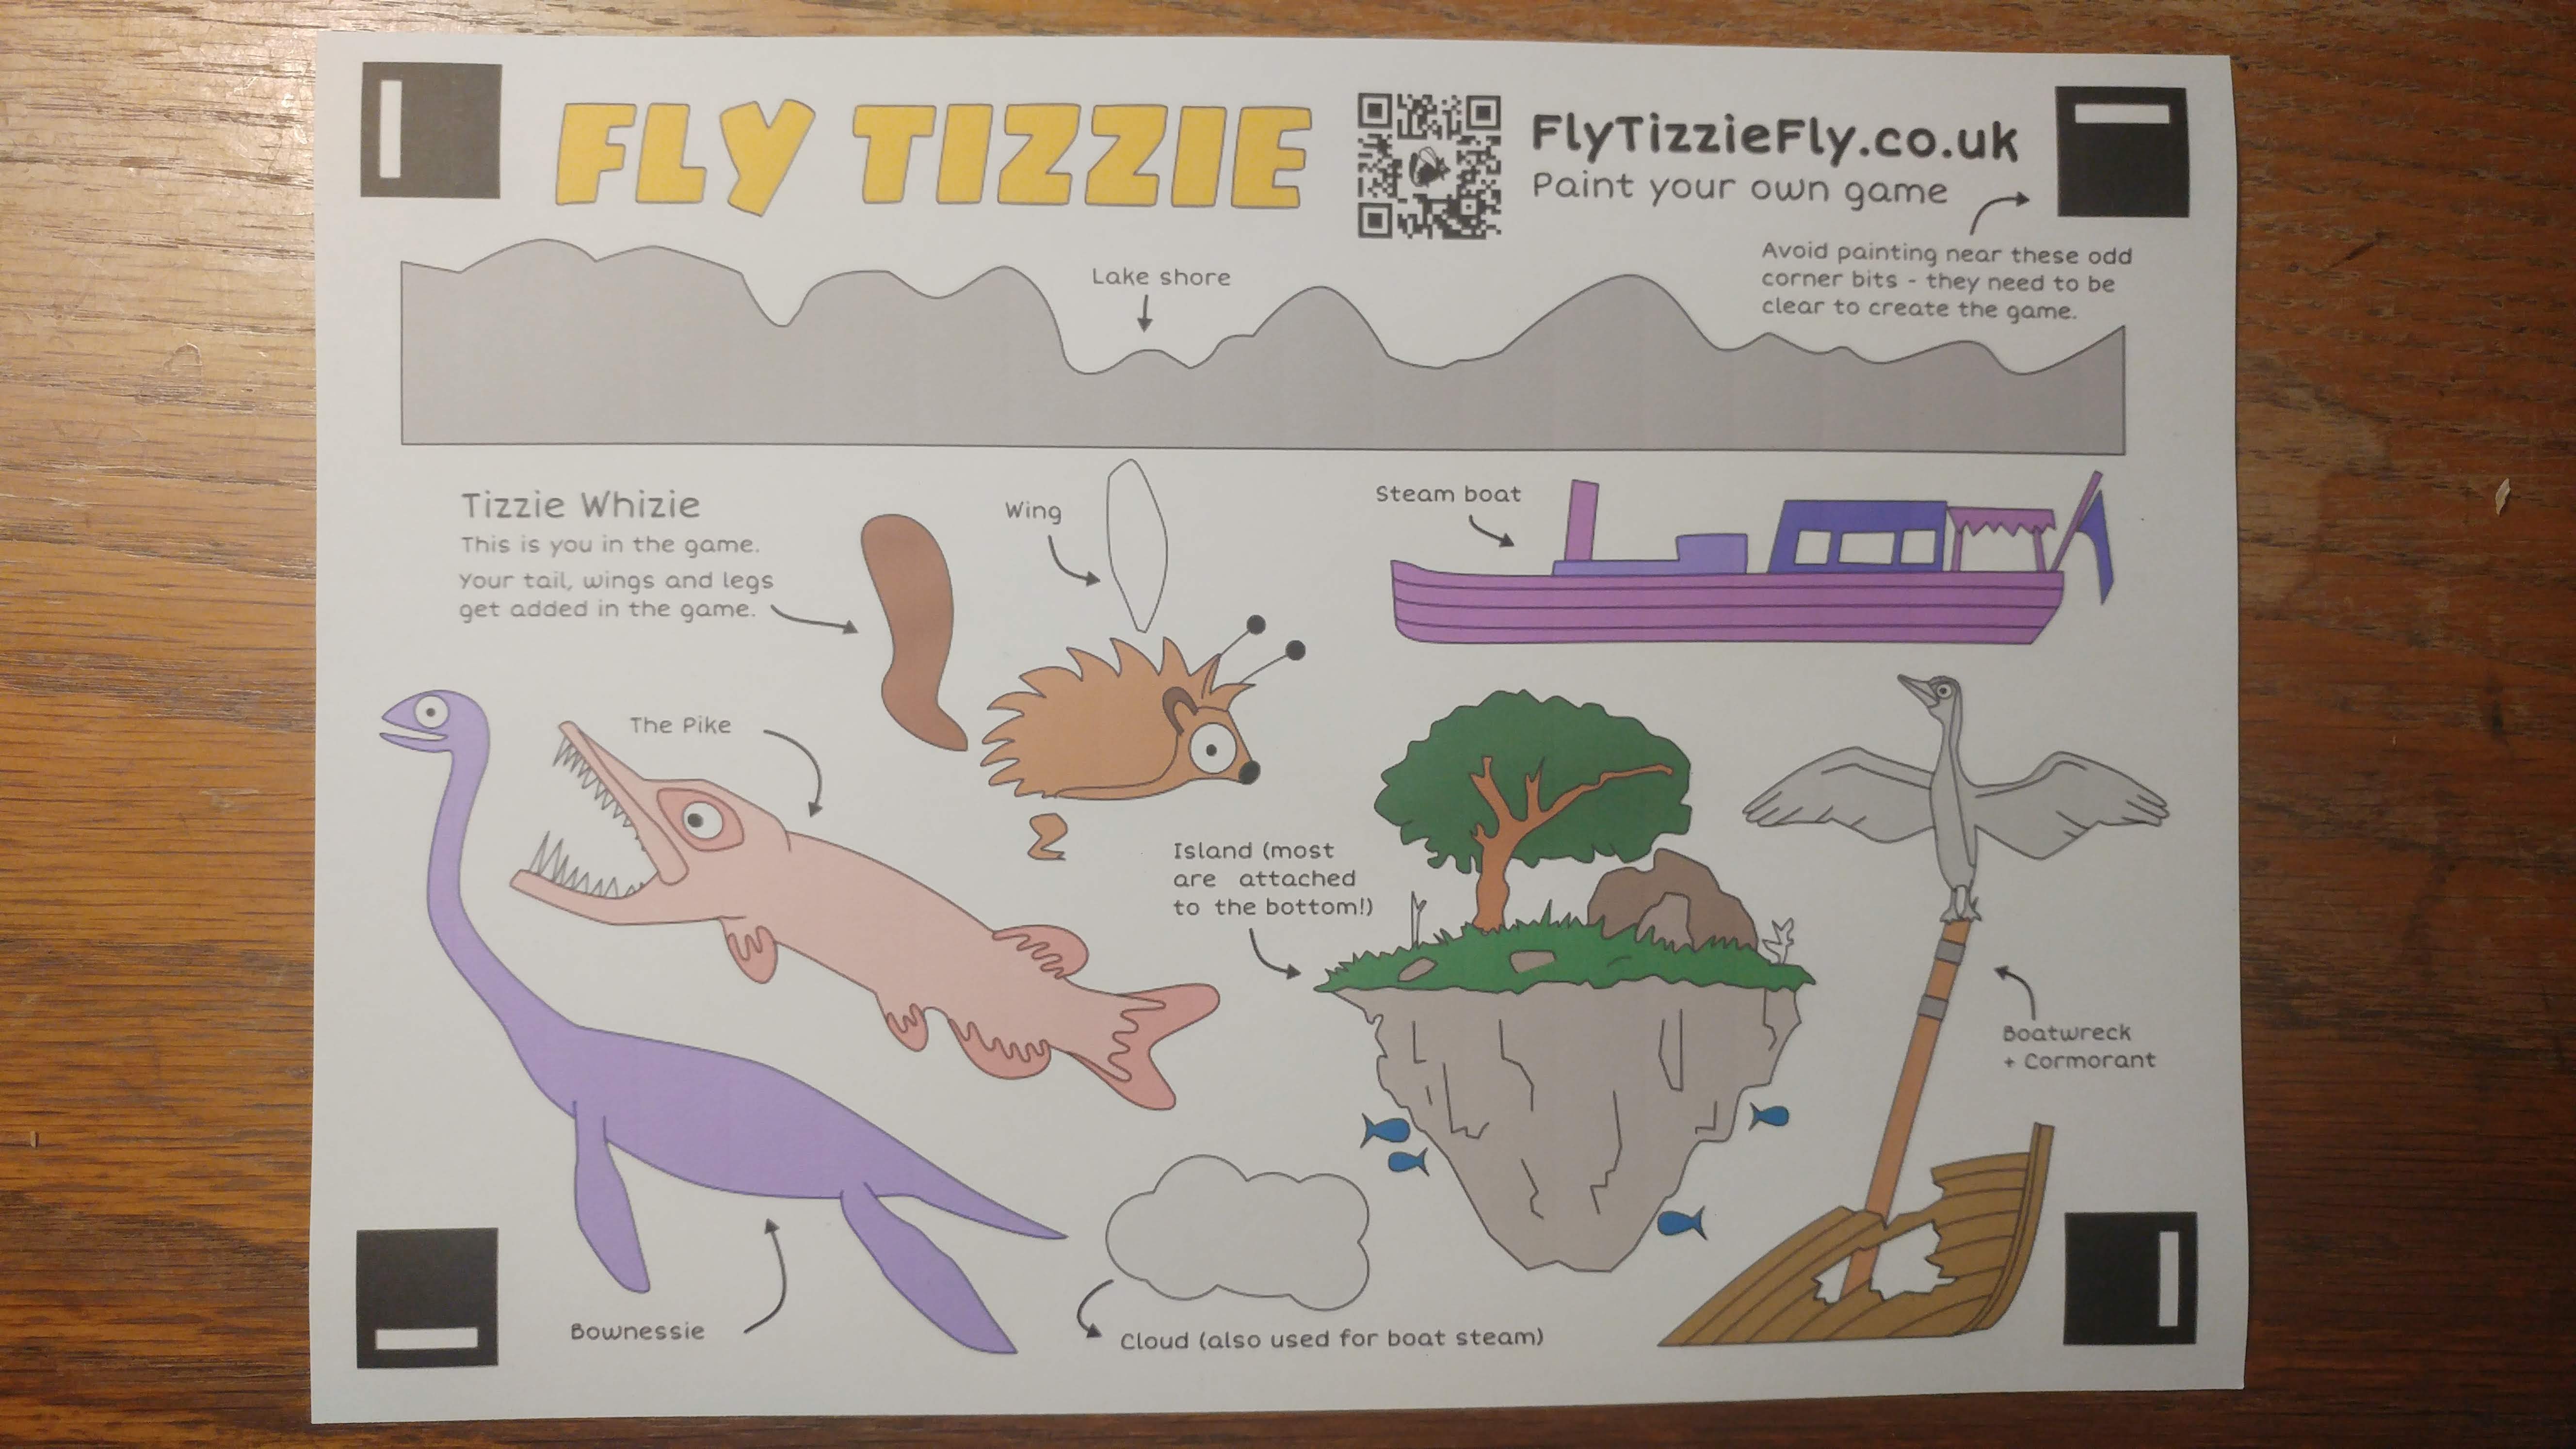 FLY TIZZIE
FlyTizzieFly.co.uk
Paint your own game
Avoid painting near these odd
corner bits - they need to be
clear to create the game.
Lake shore
Tizzie Whizie
This is you in the game.
Your tail, wings and legs
get added in the game.
Wing
Steam boat
The Pike
Island (most
are attached
to the bottom!)
Boatwreck
+ Cormorant
Bownessie
Cloud (also used for boat steam)